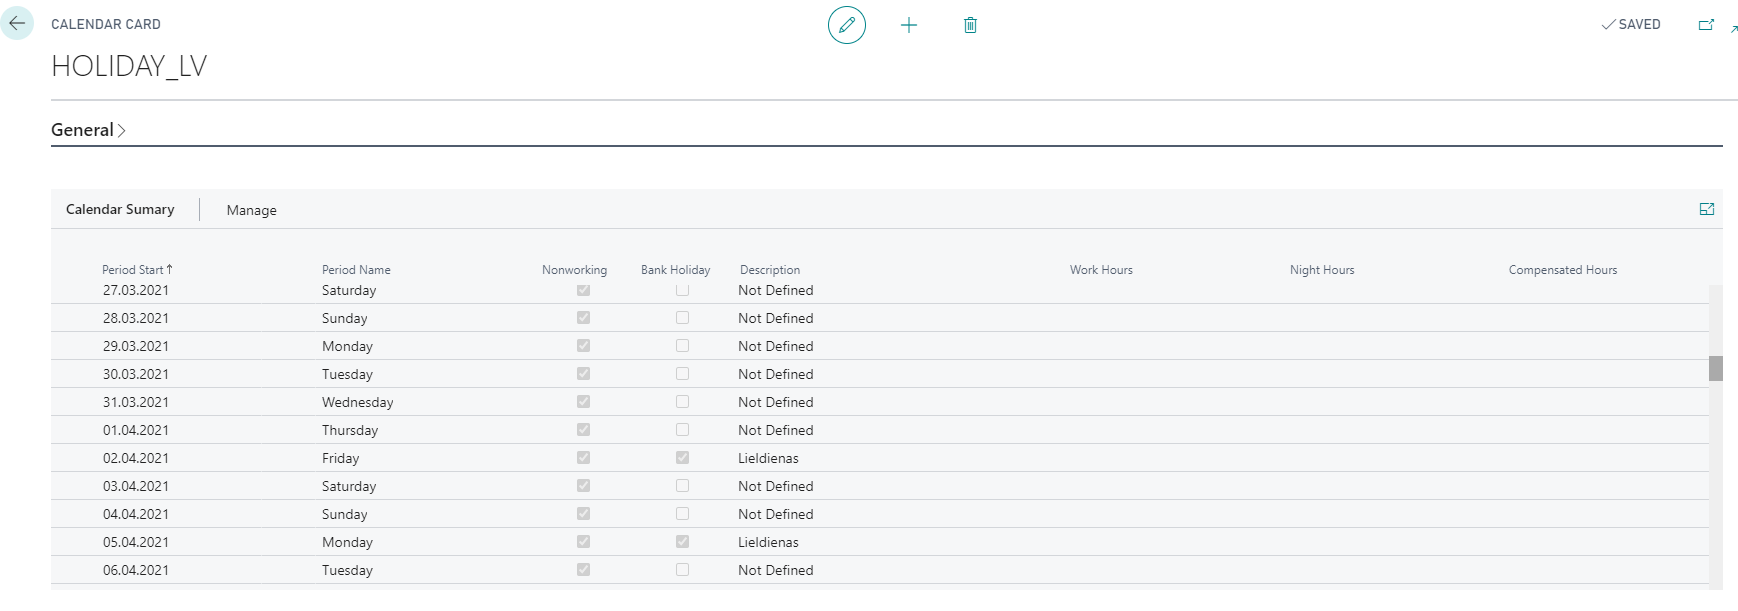 CALENDAR CARD
SAVED
HOLIDAY_LV
General
Calendar Sumary Manage
Period Start Period Name Nonworking Bank Holiday Description Work Hours Night Hours Compensated Hours
27.03.2021 Saturday Not Defined
28.03.2021 Sunday Not Defined
29.03.2021 Monday Not Defined
30.03.2021 Tuesday Not Defined
31.03.2021 Wednesday Not Defined
01.04.2021 Thursday Not Defined
02.04.2021 Friday Lieldienas
03.04.2021 Saturday Not Defined
04.04.2021 Sunday Not Defined
05.04.2021 Monday Lieldienas
06.04.2021 Tuesday Not Defined